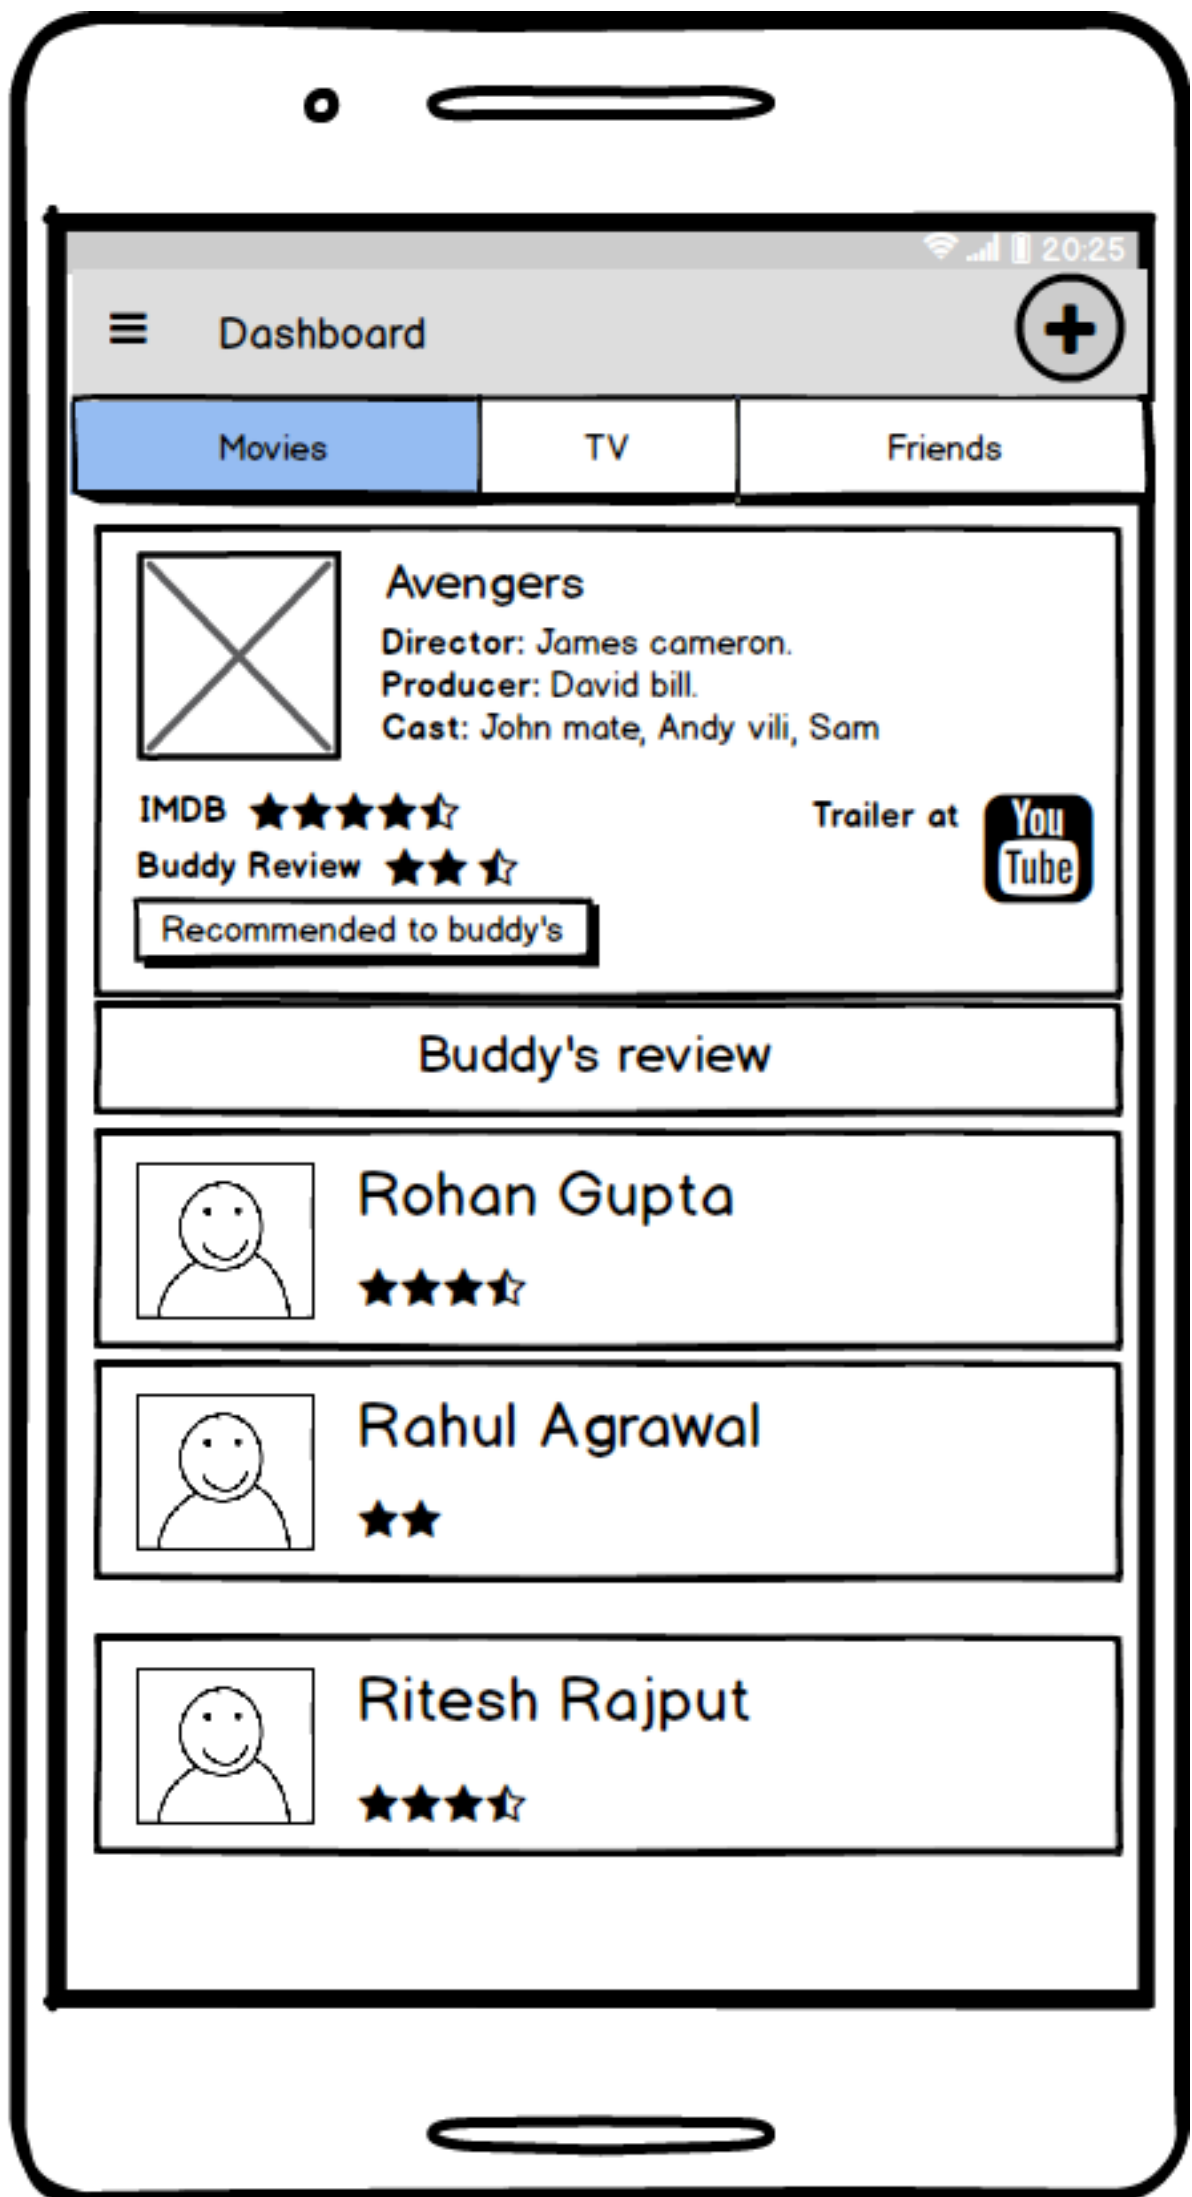 20:25
Dashboard
Movies TV Friends
Avengers
Director: James cameron.
Producer: David bill.
Cast: John mate, Andy vili, Sam
IMDB
Trailer at You Tube
Buddy Review
Recommended to buddy's
Buddy's review
Rohan Gupta
Rahul Agrawal
Ritesh Rajput